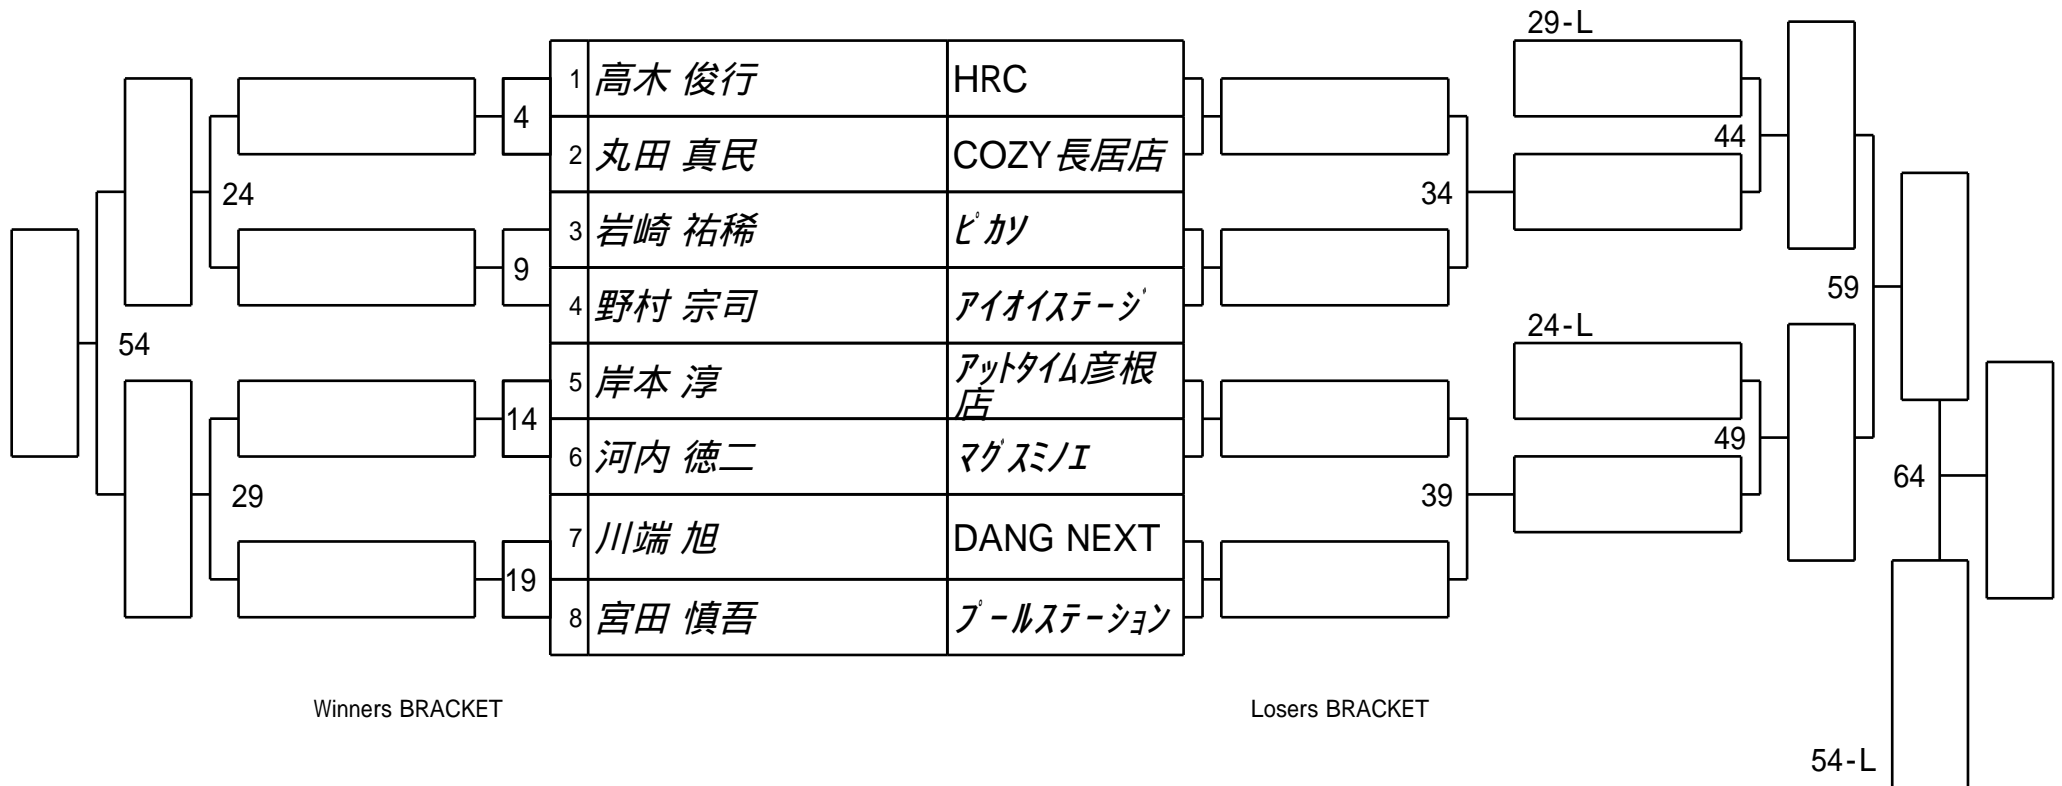 29-L
1 高木 俊行 HRC
4
44
2 丸田 真民 COZY長居店
24
34
3 岩崎 祐稀 ﾋﾟｶｿ
9
59
4 野村 宗司 ｱｲｵｲｽﾃｰｼﾞ
24-L
54
5 岸本 淳 ｱｯﾄﾀｲﾑ彦根
店
14
49
6 河内 徳二 ﾏｸﾞｽﾐﾉｴ
64
29
39
7 川端 旭 DANG NEXT
19
8 宮田 慎吾 ﾌﾟｰﾙｽﾃｰｼｮﾝ
Winners BRACKET
Losers BRACKET
54-L